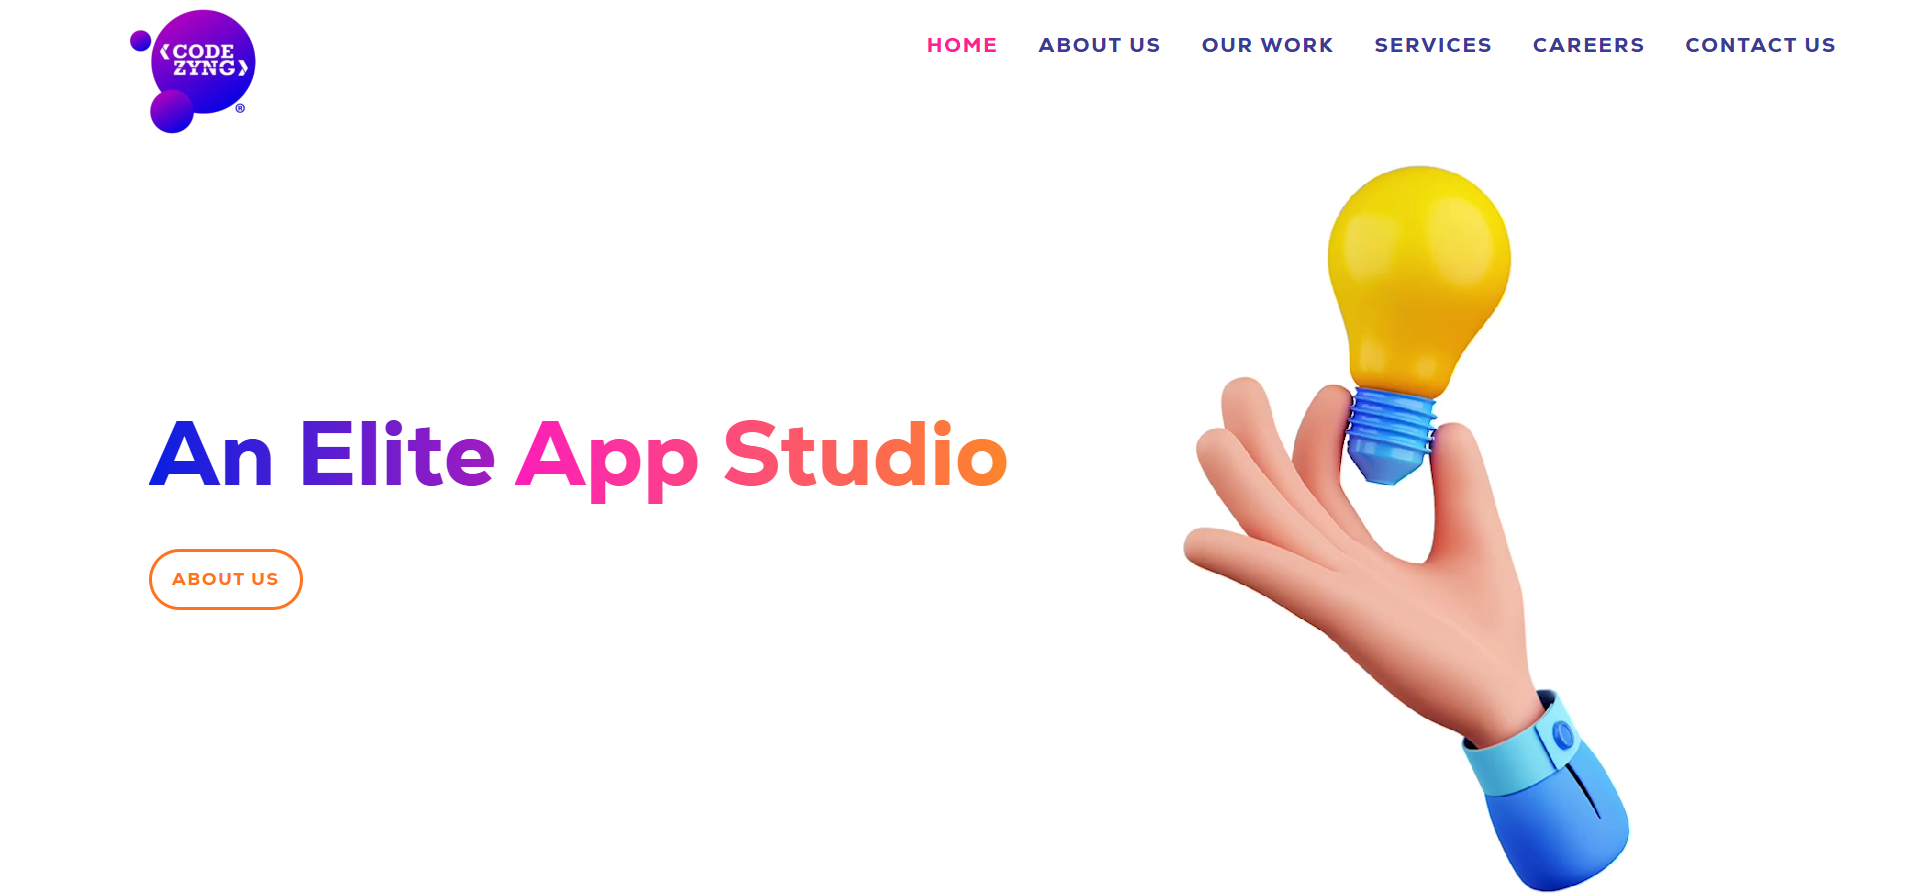 CODE
ZYNG
®
HOME ABOUT US OUR WORK SERVICES CAREERS CONTACT US
An Elite App Studio
ABOUT US